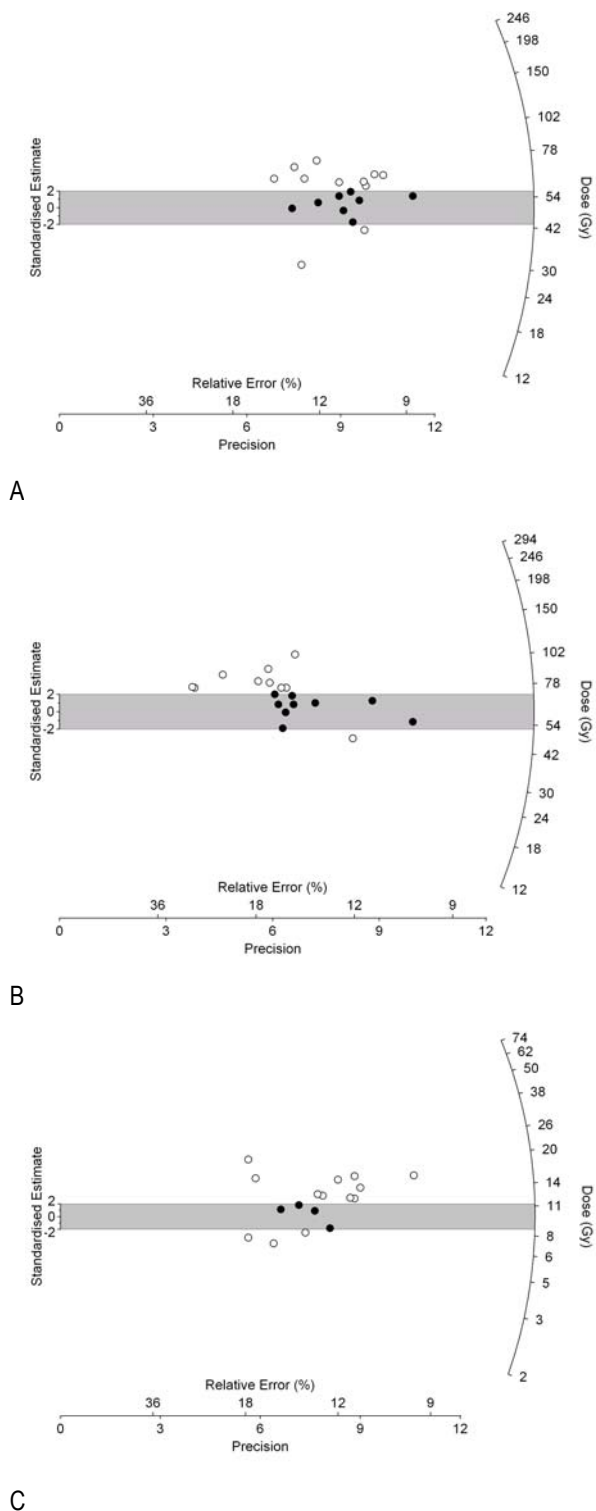 246
198
150
102
78
54
42
30
24
18
12
Dose (Gy)
Standardised Estimate
2
0
-2
Relative Error (%)
36 18 12 9
0 3 6 9 12
Precision
A
294
246
198
150
102
78
54
42
30
24
18
12
Dose (Gy)
Standardised Estimate
2
0
-2
Relative Error (%)
36 18 12 9
0 3 6 9 12
Precision
B
74
62
50
38
26
20
14
11
8
6
5
3
2
Dose (Gy)
Standardised Estimate
2
0
-2
Relative Error (%)
36 18 12 9
0 3 6 9 12
Precision
C